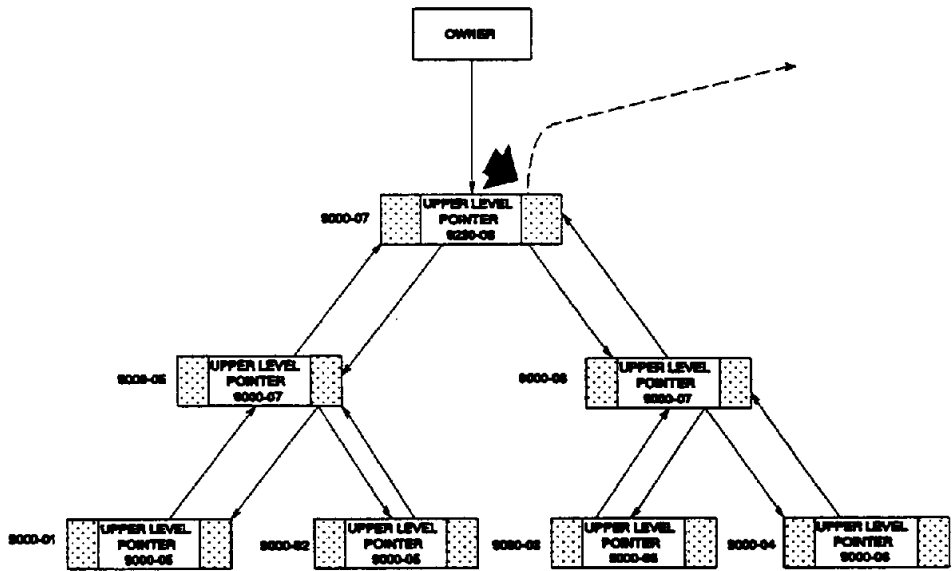 OWNER
UPPER LEVEL
POINTER
9000-07
UPPER LEVEL
POINTER
9000-07
9000-05
UPPER LEVEL
POINTER
9000-07
9000-06
UPPER LEVEL
POINTER
9000-05
9000-01
UPPER LEVEL
POINTER
9000-05
9000-02
UPPER LEVEL
POINTER
9000-06
9000-03
UPPER LEVEL
POINTER
9000-06
9000-04